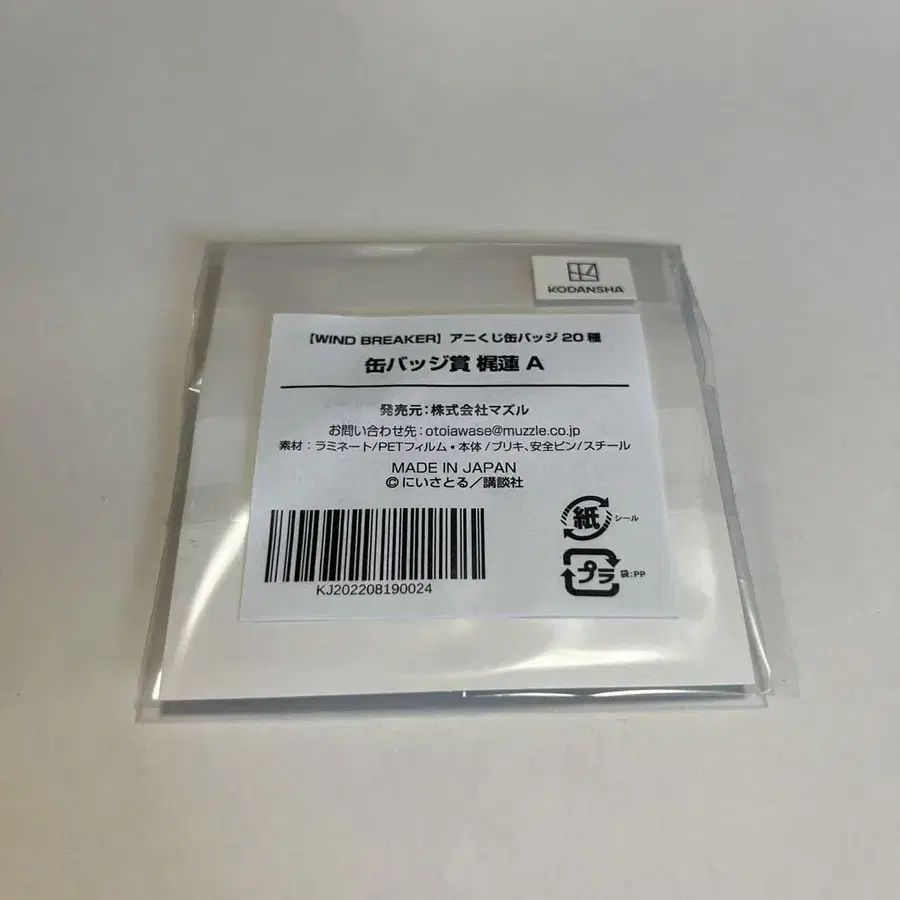 KODANSHA
【WIND BREAKER】アニくじ缶バッジ 20 種
缶バッジ賞 梶蓮 A
発売元：株式会社マズル
お問い合わせ先：otoiawase@muzzle.co.jp
素材：ラミネート/PETフィルム・本体/ブリキ、安全ピン/スチール
MADE IN JAPAN
© にいさとる／講談社
紙 シール
プラ 袋:PP
KJ202208190024